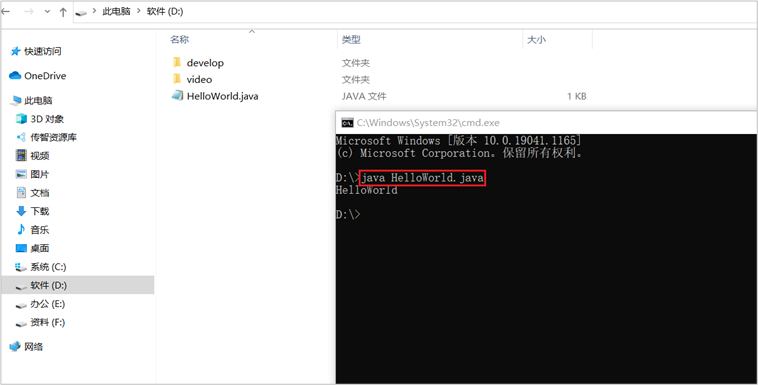 此电脑 > 软件 (D:)
快速访问
OneDrive
此电脑
3D 对象
传智资源库
视频
图片
文档
下载
音乐
桌面
系统 (C:)
软件 (D:)
办公 (E:)
资料 (F:)
网络
名称 类型 大小
develop 文件夹
video 文件夹
HelloWorld.java JAVA 文件 1 KB
C:\Windows\System32\cmd.exe
Microsoft Windows [版本 10.0.19041.1165]
(c) Microsoft Corporation。保留所有权利。
D:\>java HelloWorld.java
HelloWorld
D:\>